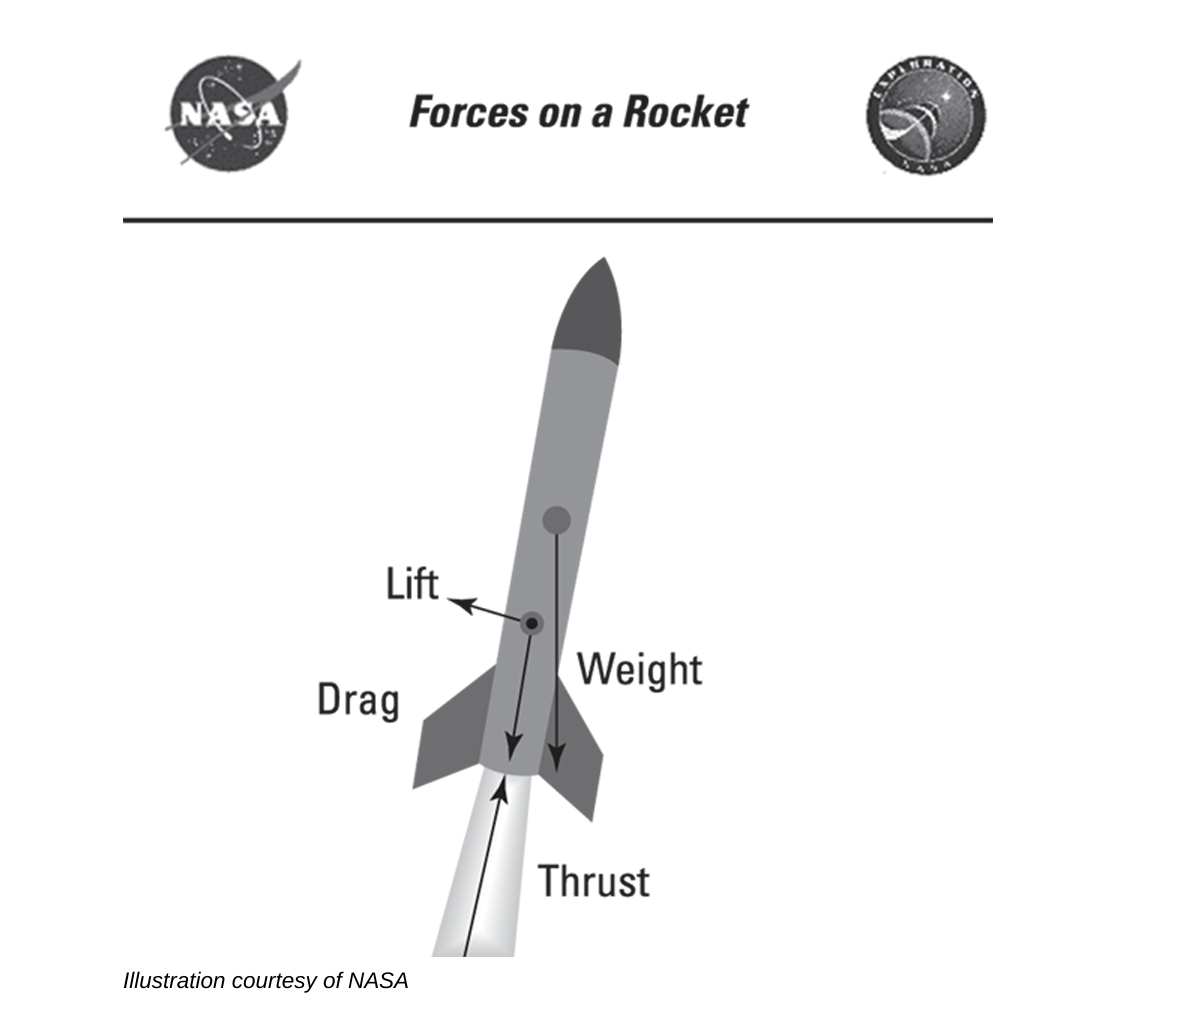 NASA
Forces on a Rocket
EXPLORATION
NASA
Lift
Weight
Drag
Thrust
Illustration courtesy of NASA